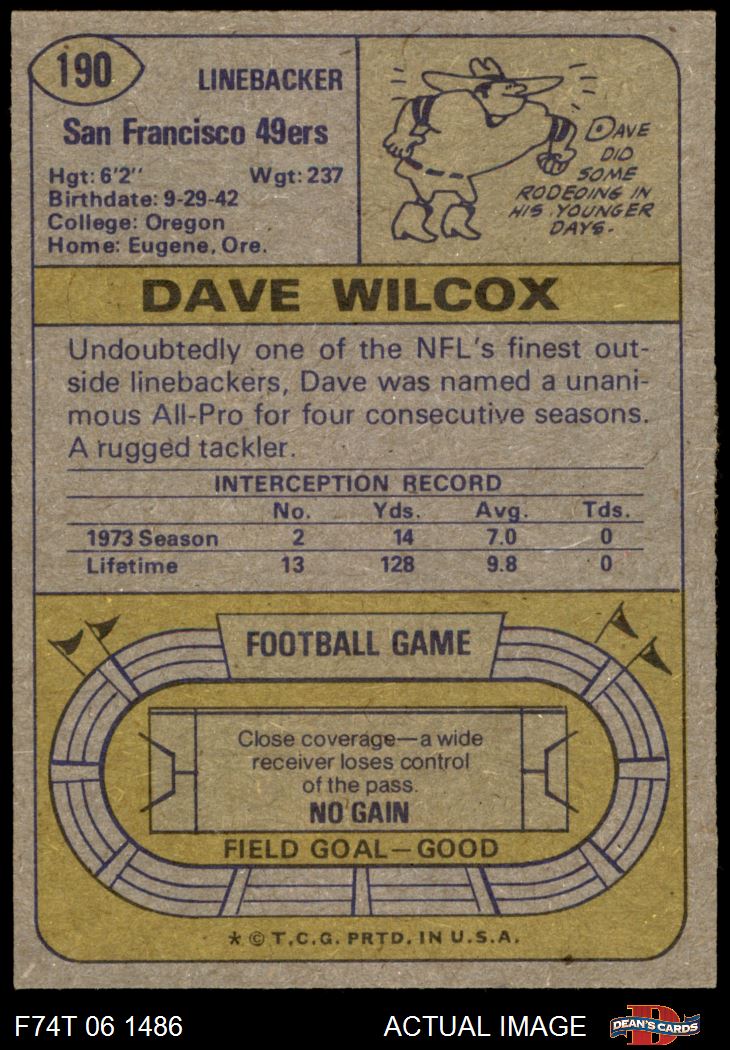 190
LINEBACKER
San Francisco 49ers
Hgt: 6'2'' Wgt: 237
Birthdate: 9-29-42
College: Oregon
Home: Eugene, Ore.
DAVE
DID
SOME
RODEOING IN
HIS YOUNGER
DAYS.
DAVE WILCOX
Undoubtedly one of the NFL's finest out-
side linebackers, Dave was named a unani-
mous All-Pro for four consecutive seasons.
A rugged tackler.
INTERCEPTION RECORD
No. Yds. Avg. Tds.
1973 Season 2 14 7.0 0
Lifetime 13 128 9.8 0
FOOTBALL GAME
Close coverage—a wide
receiver loses control
of the pass.
NO GAIN
FIELD GOAL—GOOD
* © T.C.G. PRTD. IN U.S.A.
F74T 06 1486 ACTUAL IMAGE DEAN'S CARDS